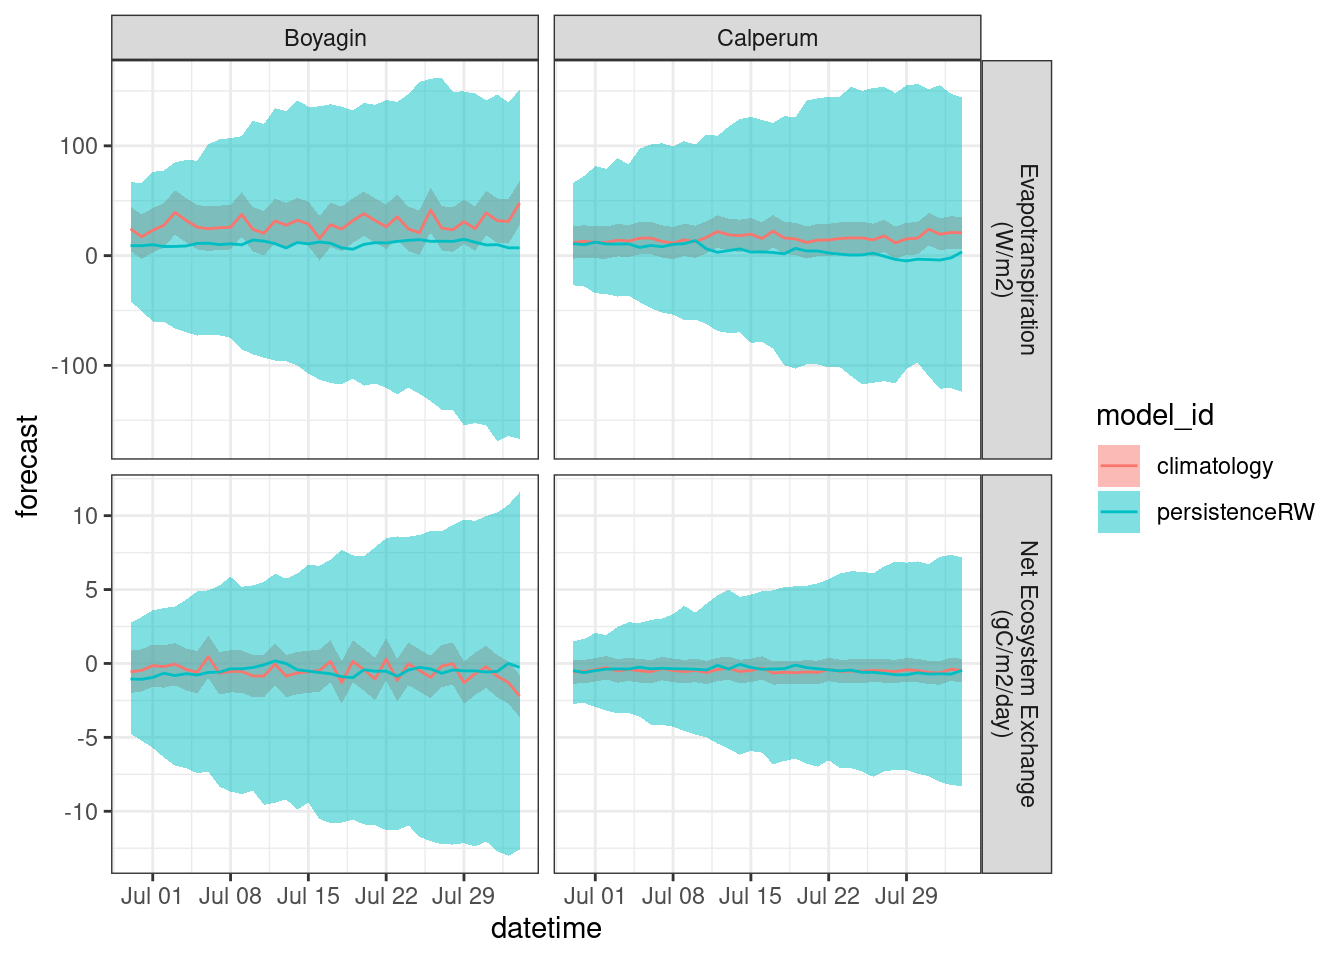 Boyagin
Calperum
100
0
-100
Evapotranspiration
(W/m2)
10
5
0
-5
-10
Net Ecosystem Exchange
(gC/m2/day)
Jul 01
Jul 08
Jul 15
Jul 22
Jul 29
Jul 01
Jul 08
Jul 15
Jul 22
Jul 29
datetime
forecast
model_id
climatology
persistenceRW